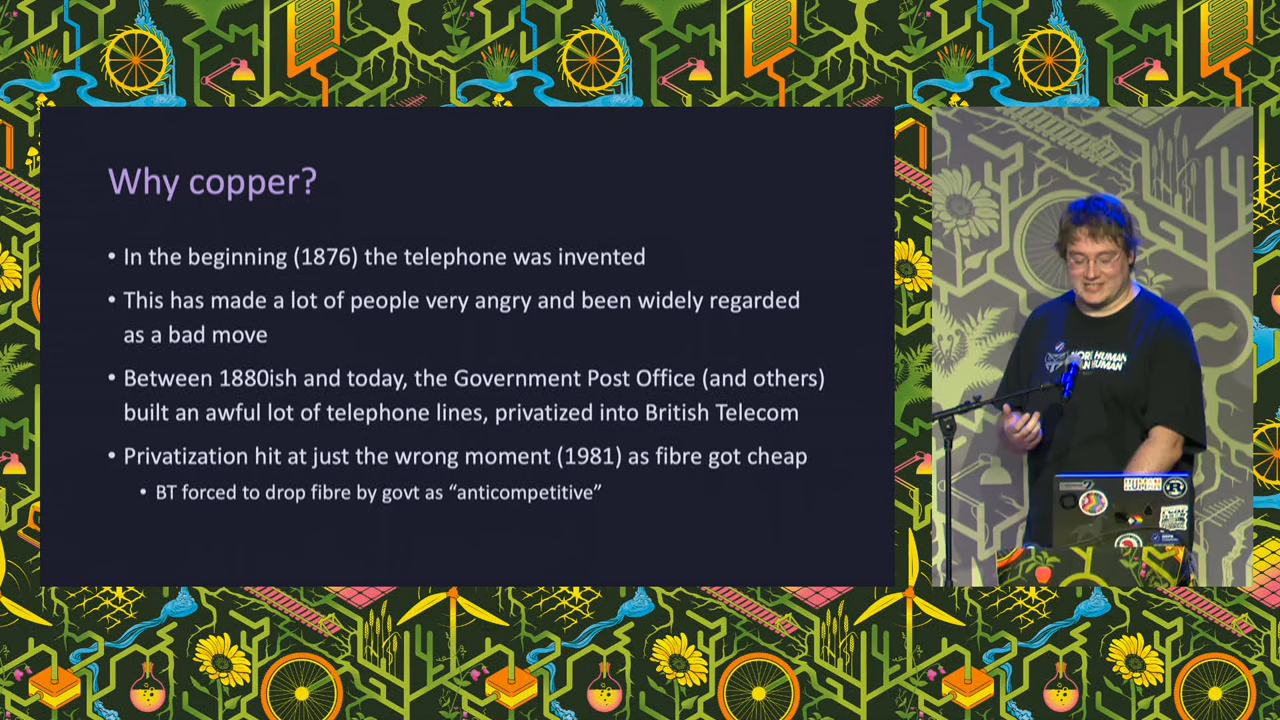 Why copper?
• In the beginning (1876) the telephone was invented
• This has made a lot of people very angry and been widely regarded
as a bad move
• Between 1880ish and today, the Government Post Office (and others)
built an awful lot of telephone lines, privatized into British Telecom
• Privatization hit at just the wrong moment (1981) as fibre got cheap
• BT forced to drop fibre by govt as “anticompetitive”
HUMAN
HUMAN
HUMAN
R